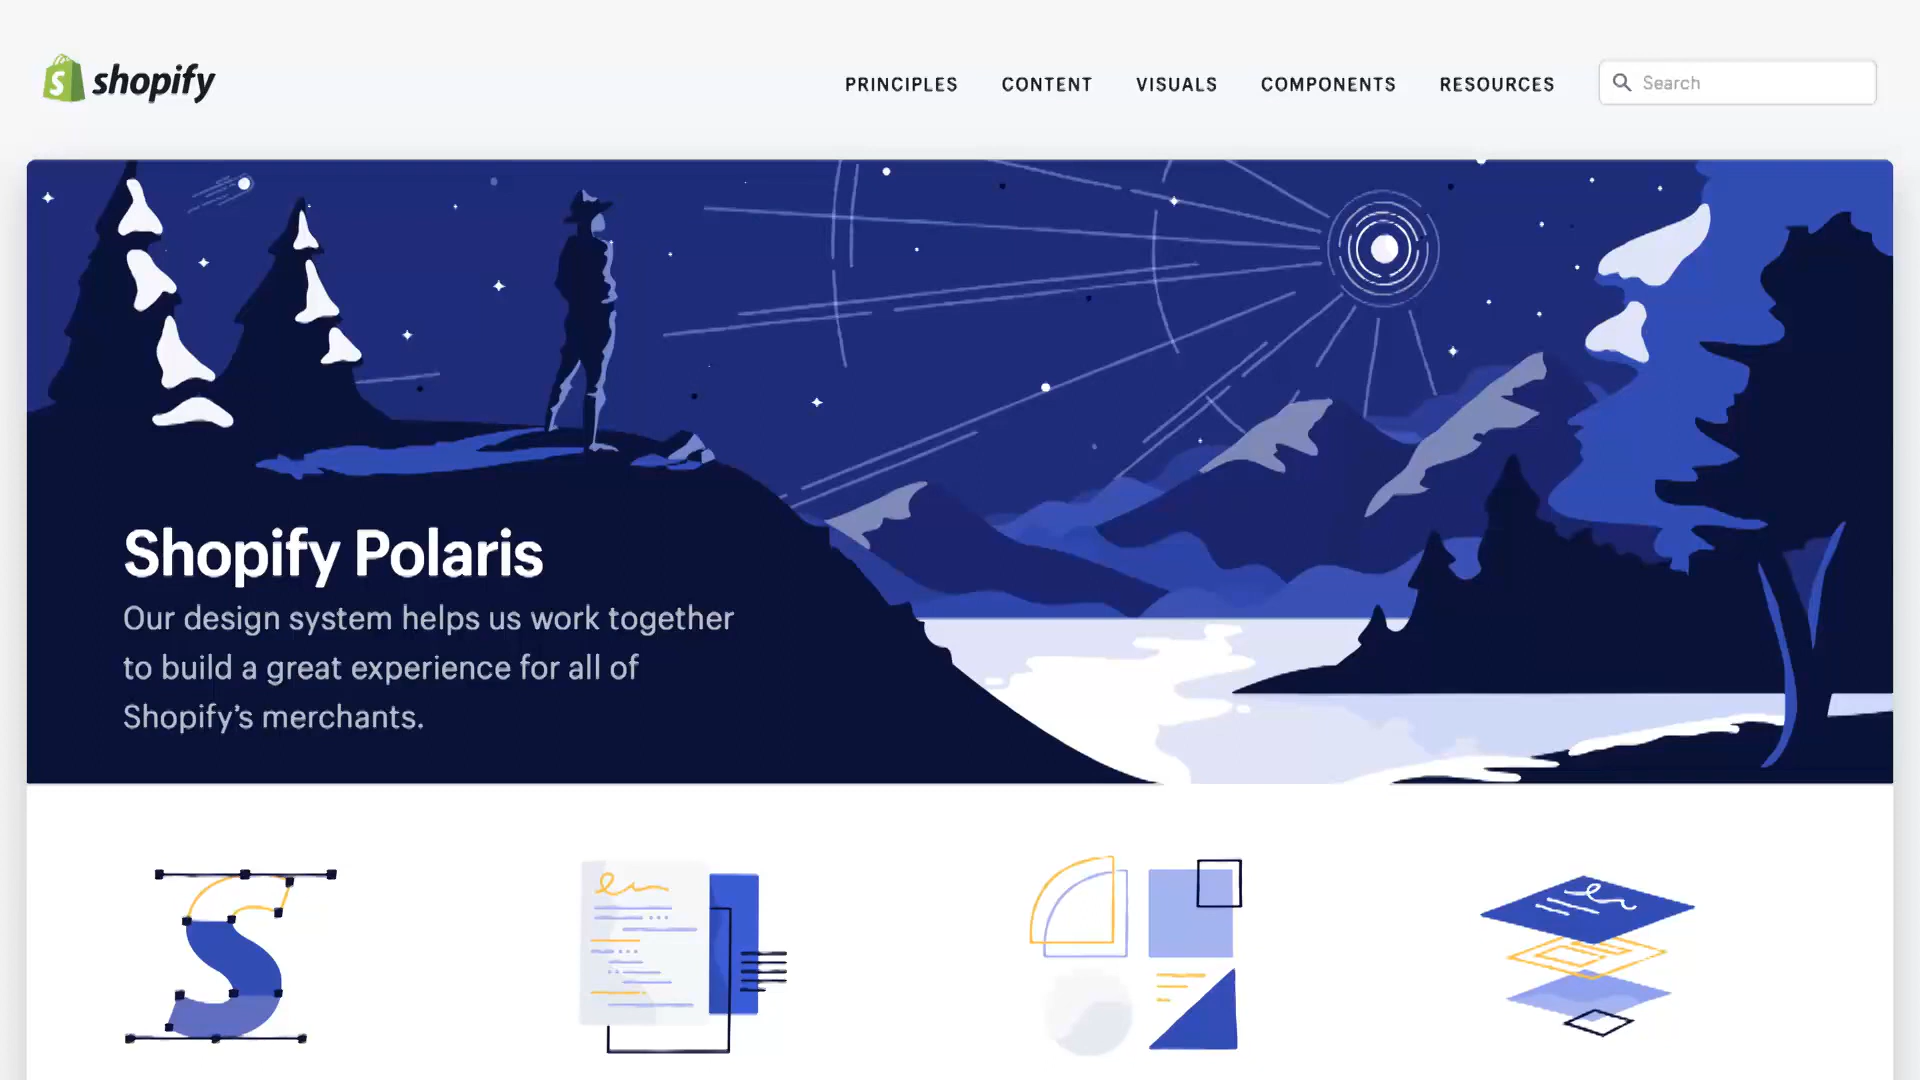 shopify
PRINCIPLES CONTENT VISUALS COMPONENTS RESOURCES Search
Shopify Polaris
Our design system helps us work together
to build a great experience for all of
Shopify’s merchants.